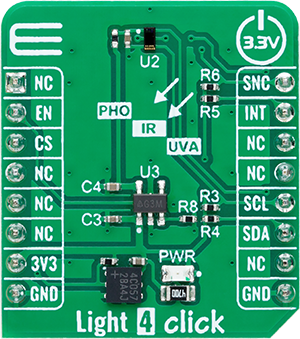 3.3V
U2
NC
EN
CS
NC
NC
NC
3V3
GND
R6
R5
PHO
IR
UVA
U3
C4
C3
R3
R8
R4
PWR
SNC
INT
NC
NC
SCL
SDA
NC
GND
Light 4 click